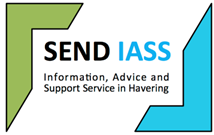 SEND IASS
Information, Advice and
Support Service in Havering